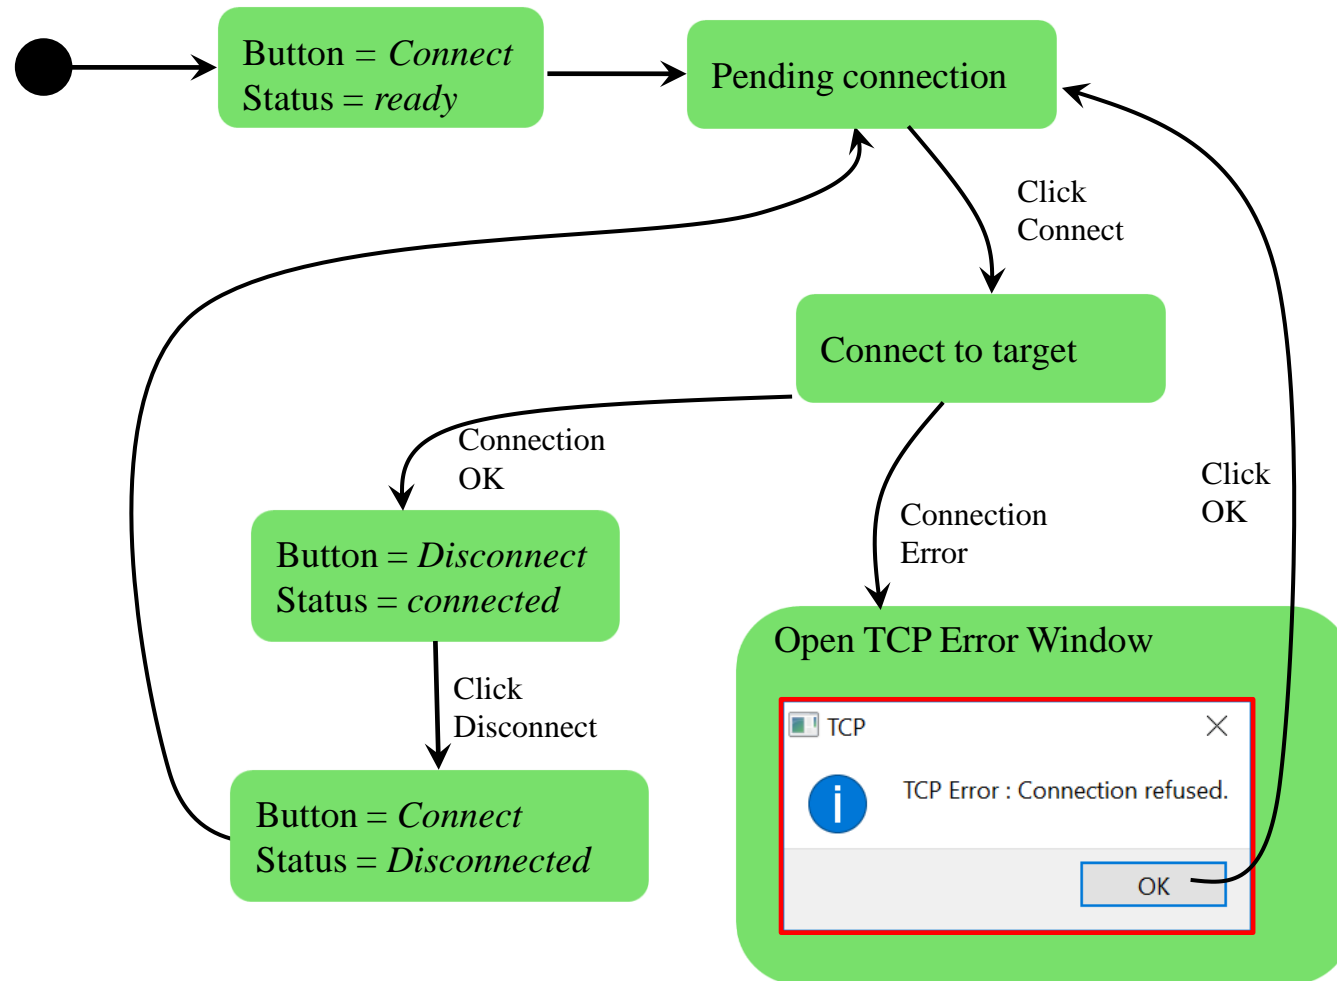 Button = Connect
Status = ready
Pending connection
Click
Connect
Connect to target
Connection
OK
Click
OK
Connection
Error
Button = Disconnect
Status = connected
Open TCP Error Window
Click
Disconnect
TCP
TCP Error : Connection refused.
Button = Connect
Status = Disconnected
OK